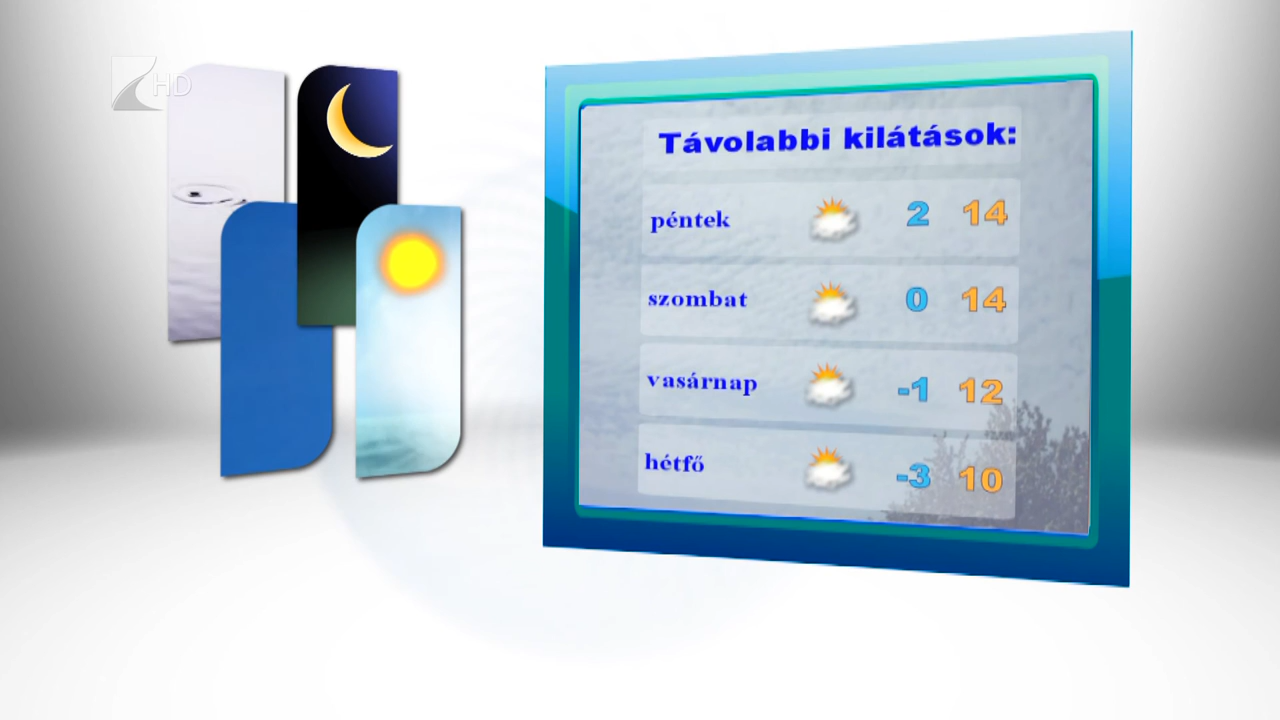 HD
Távolabbi kilátások:
péntek 2 14
szombat 0 14
vasárnap -1 12
hétfő -3 10